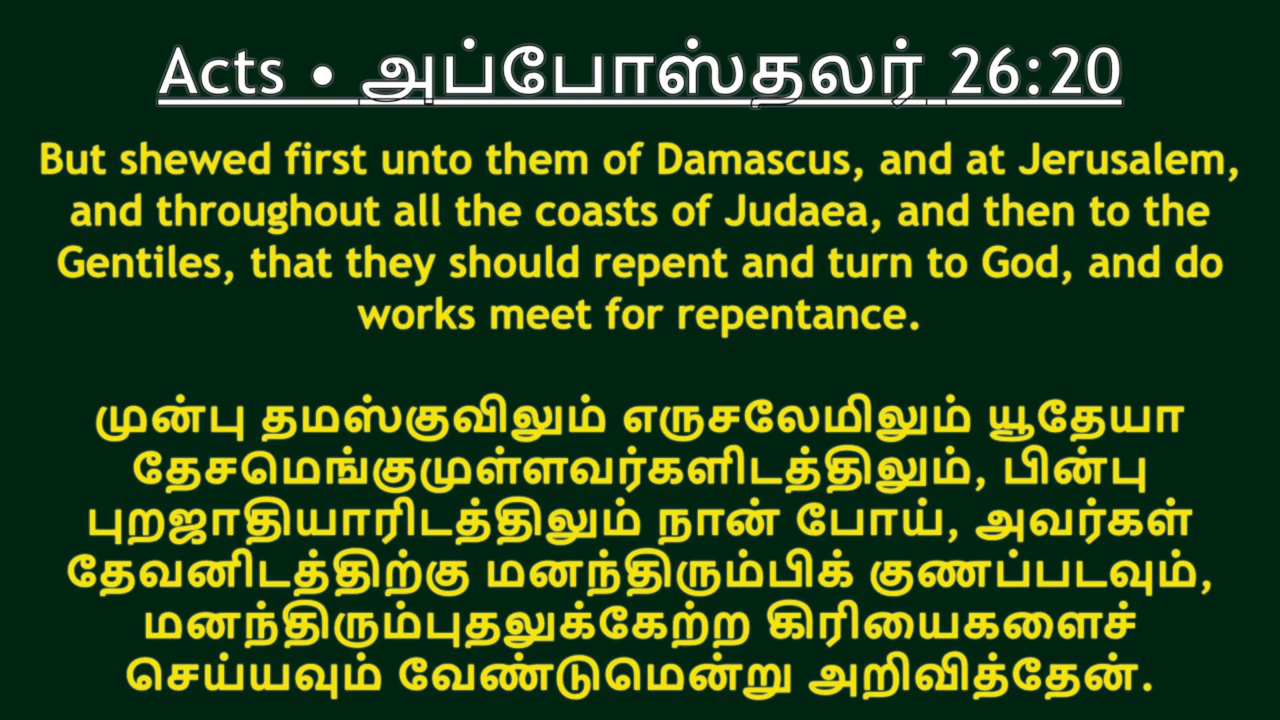 Acts • அப்போஸ்தலர் 26:20
But shewed first unto them of Damascus, and at Jerusalem,
and throughout all the coasts of Judaea, and then to the
Gentiles, that they should repent and turn to God, and do
works meet for repentance.
முன்பு தமஸ்குவிலும் எருசலேமிலும் யூதேயா
தேசமெங்குமுள்ளவர்களிடத்திலும், பின்பு
புறஜாதியாரிடத்திலும் நான் போய், அவர்கள்
தேவனிடத்திற்கு மனந்திரும்பிக் குணப்படவும்,
மனந்திரும்புதலுக்கேற்ற கிரியைகளைச்
செய்யவும் வேண்டுமென்று அறிவித்தேன்.